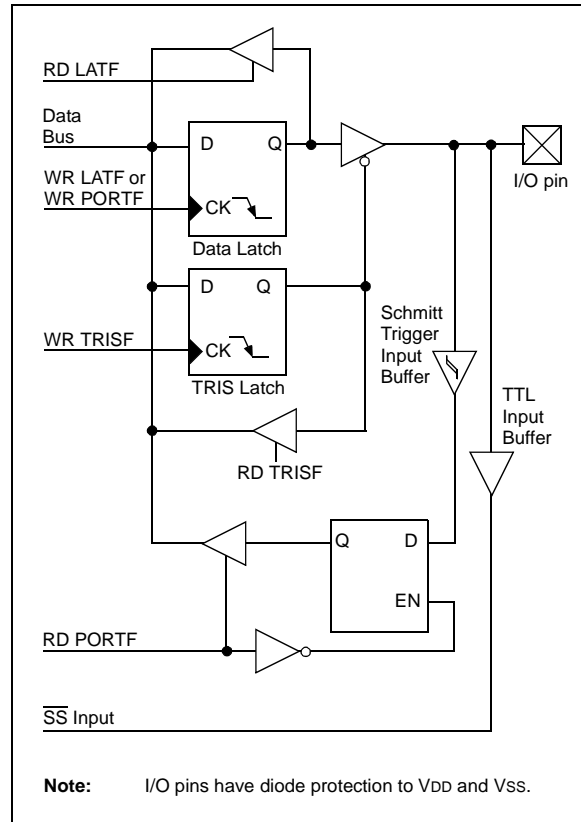 RD LATF
Data
Bus
D
Q
I/O pin
WR LATF or
WR PORTF
CK
Data Latch
D
Q
WR TRISF
CK
TRIS Latch
Schmitt
Trigger
Input
Buffer
TTL
Input
Buffer
RD TRISF
Q
D
EN
RD PORTF
SS Input
Note: I/O pins have diode protection to VDD and VSS.